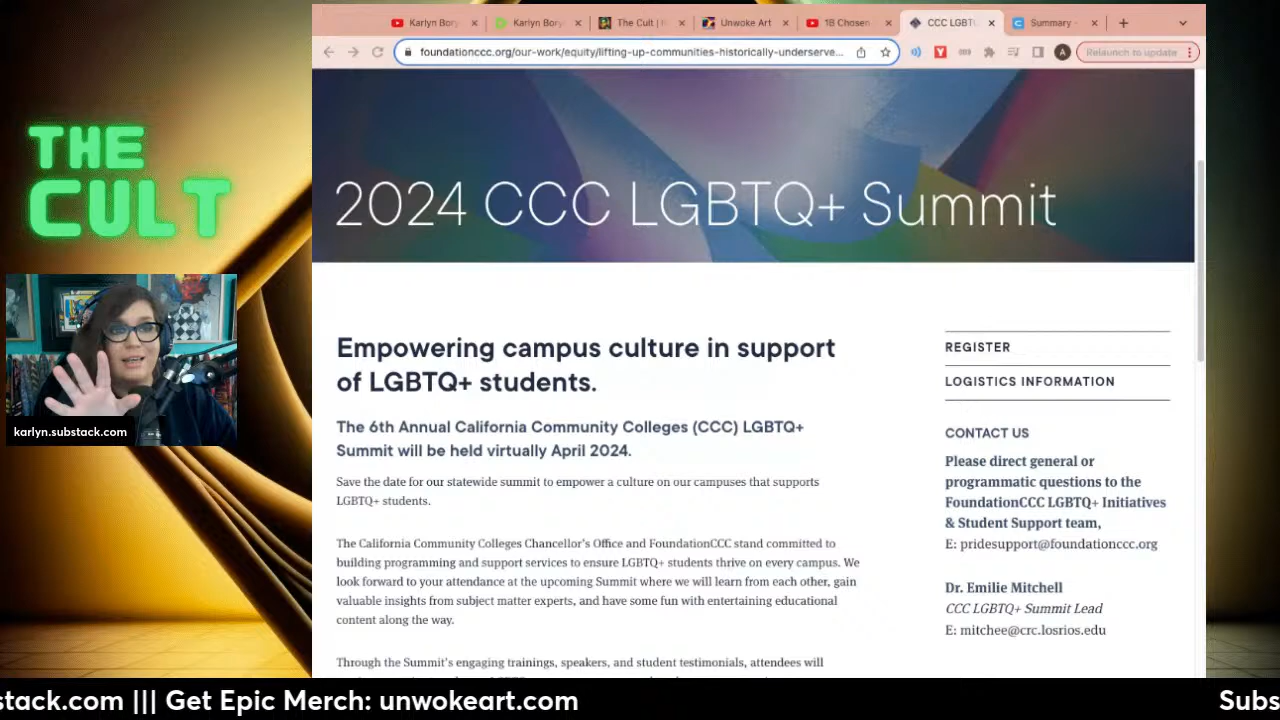 Karlyn Bory
Karlyn Bory
The Cult |
Unwoke Art
1B Chosen
CCC LGBT
Summary -
foundationccc.org/our-work/equity/lifting-up-communities-historically-underserve...
A
Relaunch to update
THE
CULT
karlyn.substack.com
2024 CCC LGBTQ+ Summit
Empowering campus culture in support
of LGBTQ+ students.
The 6th Annual California Community Colleges (CCC) LGBTQ+
Summit will be held virtually April 2024.
Save the date for our statewide summit to empower a culture on our campuses that supports
LGBTQ+ students.
The California Community Colleges Chancellor's Office and FoundationCCC stand committed to
building programming and support services to ensure LGBTQ+ students thrive on every campus. We
look forward to your attendance at the upcoming Summit where we will learn from each other, gain
valuable insights from subject matter experts, and have some fun with entertaining educational
content along the way.
Through the Summit's engaging trainings, speakers, and student testimonials, attendees will
REGISTER
LOGISTICS INFORMATION
CONTACT US
Please direct general or
programmatic questions to the
FoundationCCC LGBTQ+ Initiatives
& Student Support team,
E: pridesupport@foundationccc.org
Dr. Emilie Mitchell
CCC LGBTQ+ Summit Lead
E: mitchee@crc.losrios.edu
stack.com ||| Get Epic Merch: unwokeart.com
Subs